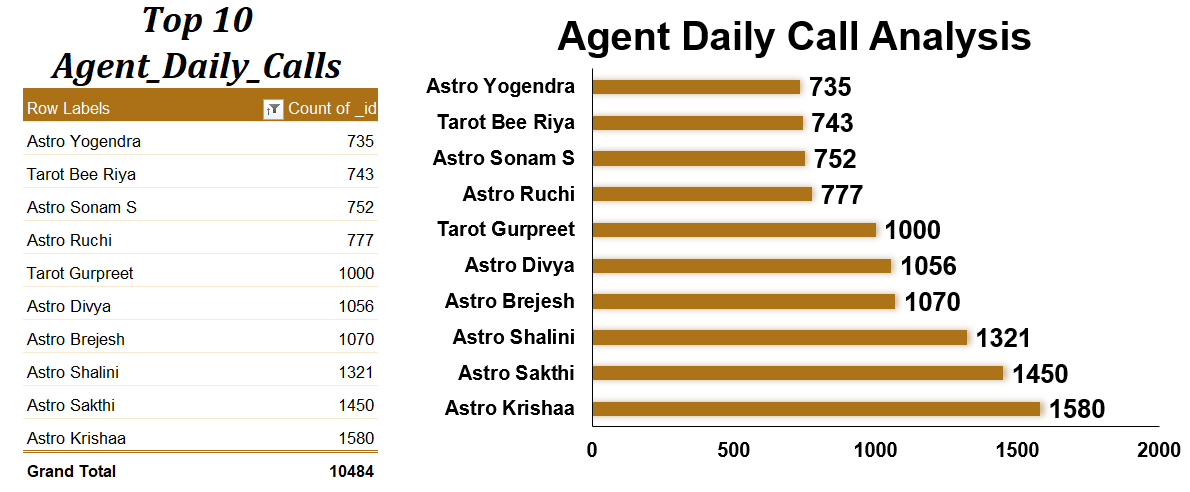 Top 10
Agent_Daily_Calls
Row Labels Count of _id
Astro Yogendra 735
Tarot Bee Riya 743
Astro Sonam S 752
Astro Ruchi 777
Tarot Gurpreet 1000
Astro Divya 1056
Astro Brejesh 1070
Astro Shalini 1321
Astro Sakthi 1450
Astro Krishaa 1580
Grand Total 10484
Agent Daily Call Analysis
Astro Yogendra 735
Tarot Bee Riya 743
Astro Sonam S 752
Astro Ruchi 777
Tarot Gurpreet 1000
Astro Divya 1056
Astro Brejesh 1070
Astro Shalini 1321
Astro Sakthi 1450
Astro Krishaa 1580
0 500 1000 1500 2000